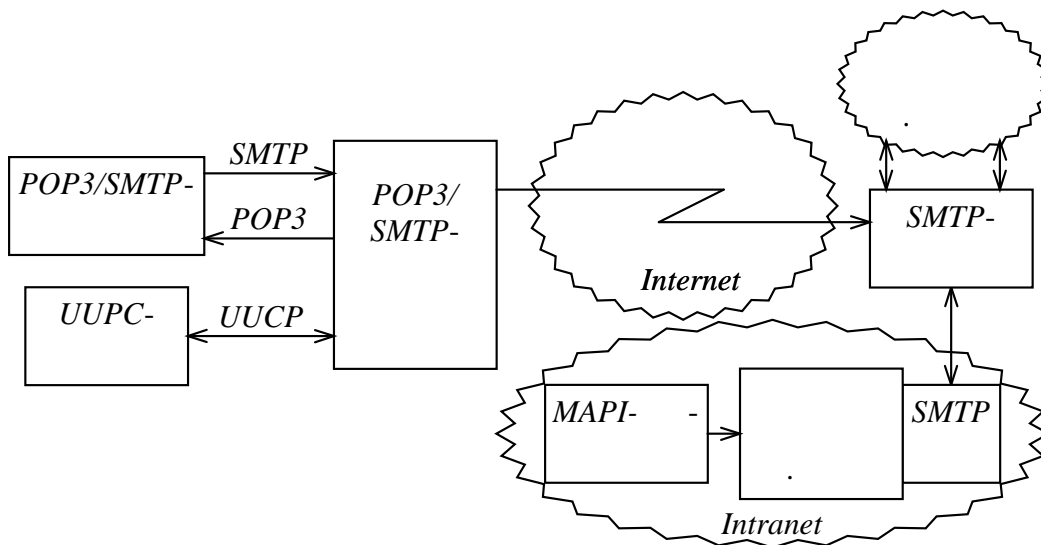 SMTP
POP3/SMTP-
POP3
UUPC-
UUCP
POP3/
SMTP-
Internet
.
SMTP-
MAPI- -
.
SMTP
Intranet